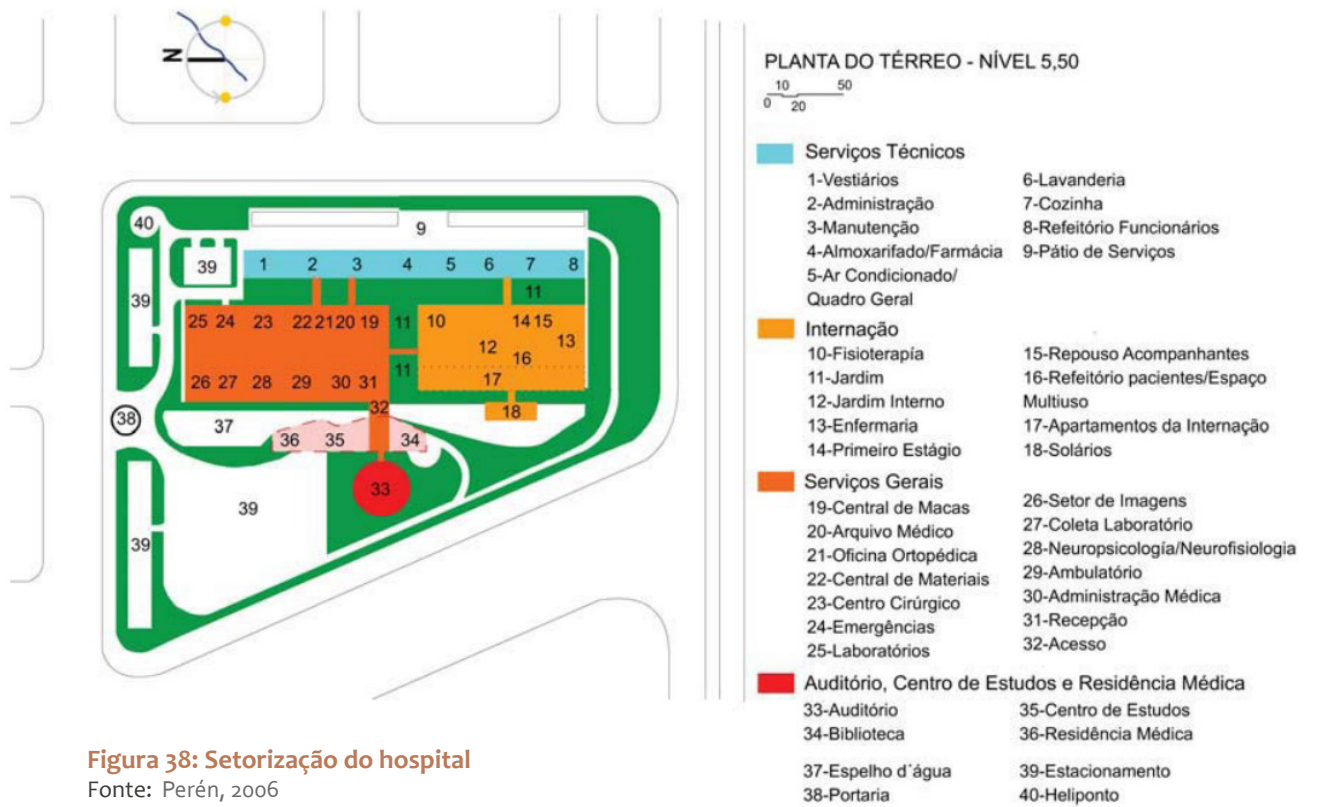 N
PLANTA DO TÉRREO - NÍVEL 5,50
10 50
0 20
Serviços Técnicos
1-Vestiários
2-Administração
3-Manutenção
4-Almoxarifado/Farmácia
5-Ar Condicionado/
Quadro Geral
6-Lavanderia
7-Cozinha
8-Refeitório Funcionários
9-Pátio de Serviços
Internação
10-Fisioterapía
11-Jardim
12-Jardim Interno
13-Enfermaria
14-Primeiro Estágio
15-Repouso Acompanhantes
16-Refeitório pacientes/Espaço
Multiuso
17-Apartamentos da Internação
18-Solários
Serviços Gerais
19-Central de Macas
20-Arquivo Médico
21-Oficina Ortopédica
22-Central de Materiais
23-Centro Cirúrgico
24-Emergências
25-Laboratórios
26-Setor de Imagens
27-Coleta Laboratório
28-Neuropsicología/Neurofisiologia
29-Ambulatório
30-Administração Médica
31-Recepção
32-Acesso
Auditório, Centro de Estudos e Residência Médica
33-Auditório
34-Biblioteca
35-Centro de Estudos
36-Residência Médica
37-Espelho d´água
38-Portaria
39-Estacionamento
40-Heliponto
40
9
39
1 2 3 4 5 6 7 8
39
11
25 24 23 22 21 20 19 11 10 14 15
13
12
16
11
26 27 28 29 30 31
17
32
18
38
37
36 35 34
33
39
39
Figura 38: Setorização do hospital
Fonte: Perén, 2006